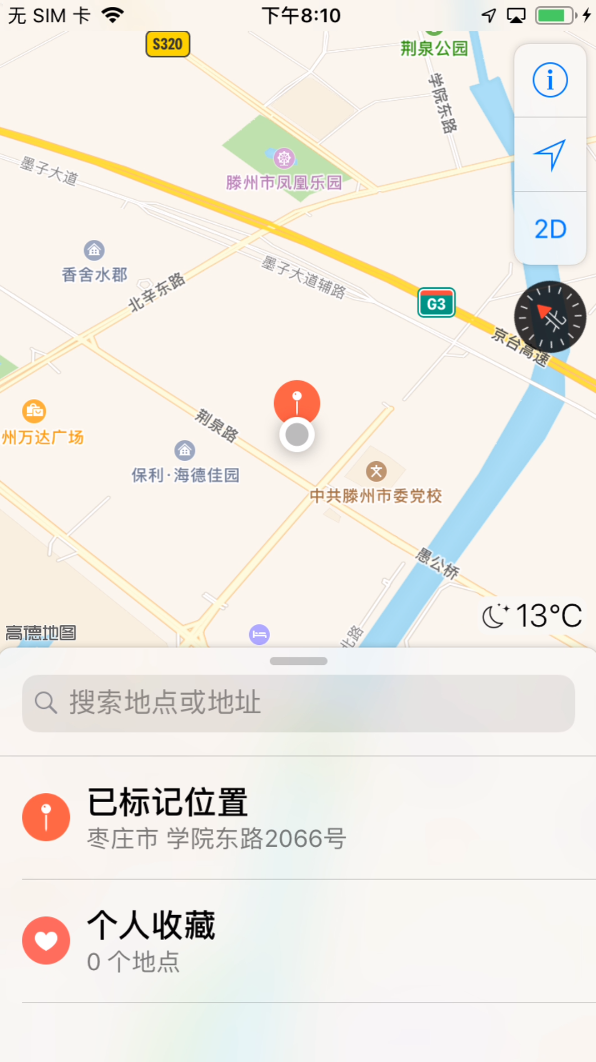 无 SIM 卡
下午8:10
S320
荆泉公园
学院东路
墨子大道
滕州市凤凰乐园
2D
香舍水郡
北辛东路
墨子大道辅路
G3
北
京台高速
荆泉路
州万达广场
保利·海德佳园
文
中共滕州市委党校
愚公桥
13°C
高德地图
北路
搜索地点或地址
已标记位置
枣庄市 学院东路2066号
个人收藏
0 个地点